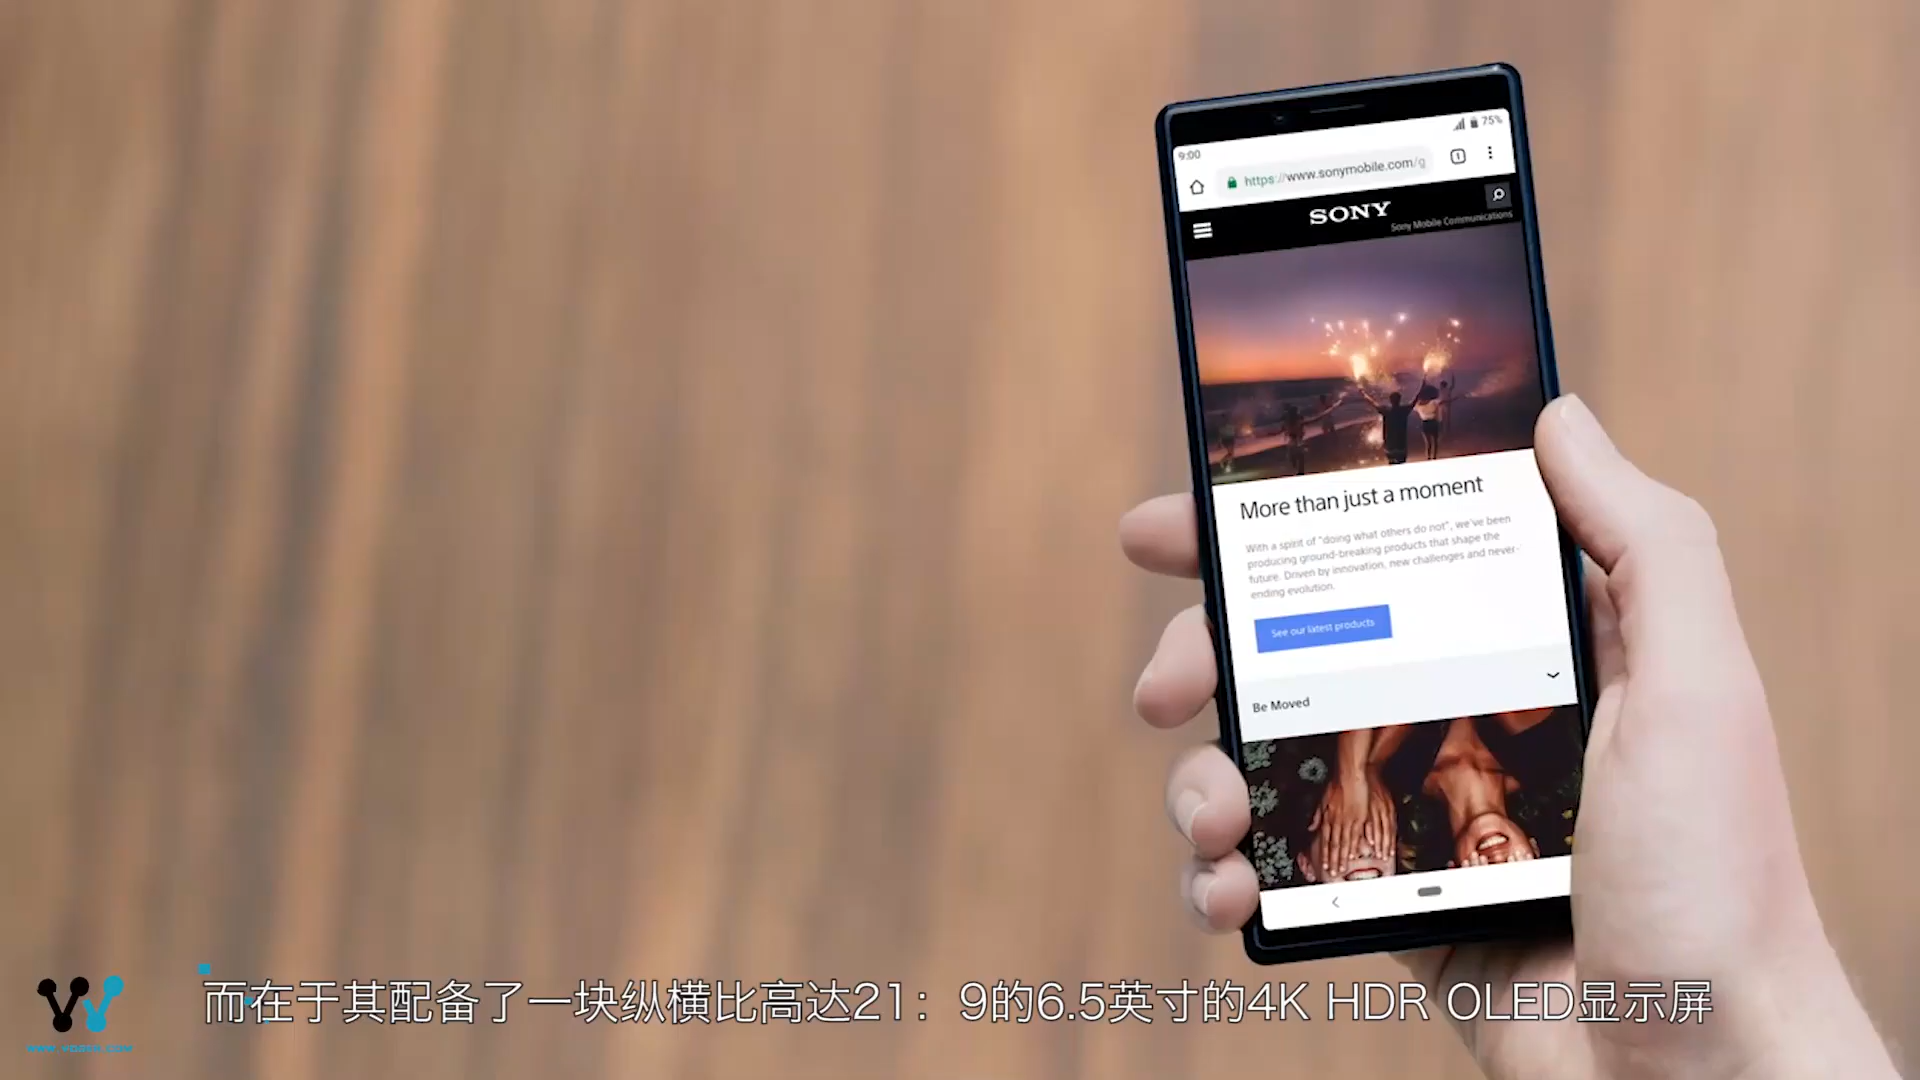 9:00
75%
https://www.sonymobile.com/g
1
SONY
Sony Mobile Communications
More than just a moment
With a spirit of "doing what others do not", we've been
producing ground-breaking products that shape the
future. Driven by innovation, new challenges and never-
ending evolution.
See our latest products
Be Moved
而在于其配备了一块纵横比高达21：9的6.5英寸的4K HDR OLED显示屏